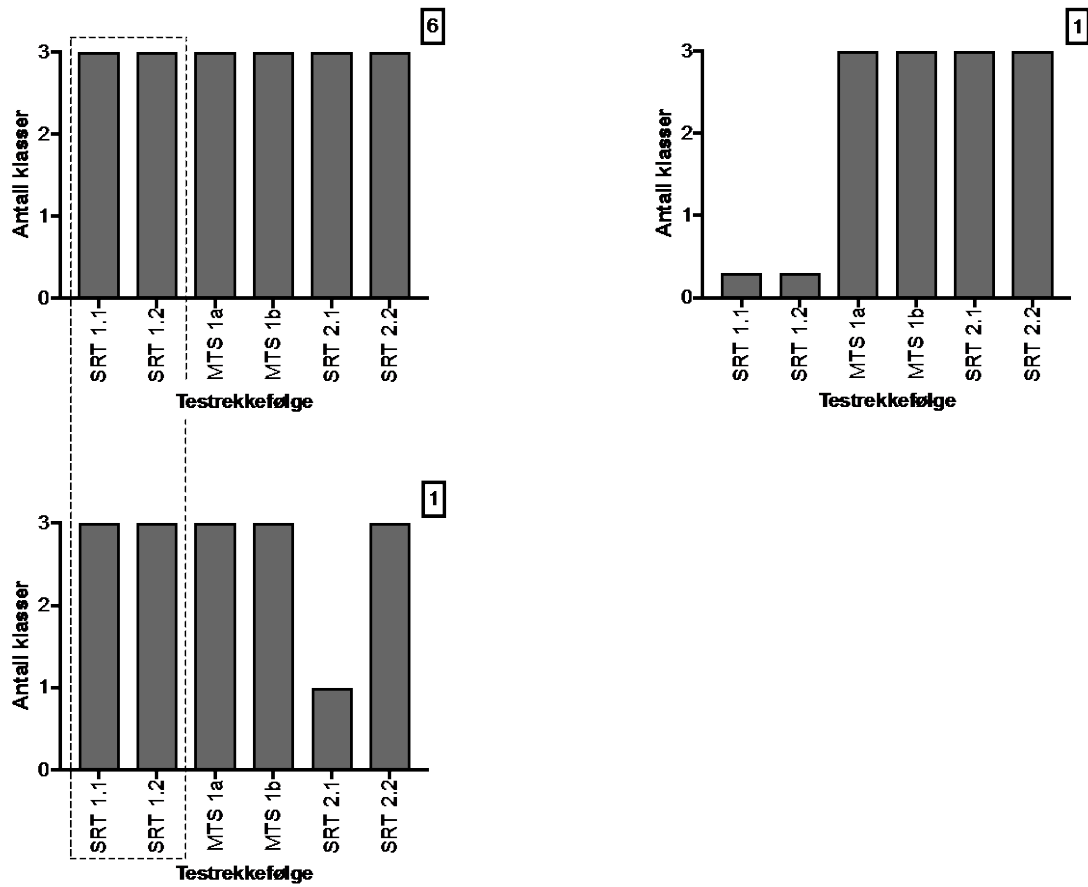 6
Antall klasser
3
2
1
0
SRT 1.1
SRT 1.2
MTS 1a
MTS 1b
SRT 2.1
SRT 2.2
Testrekkefølge
1
Antall klasser
3
2
1
0
SRT 1.1
SRT 1.2
MTS 1a
MTS 1b
SRT 2.1
SRT 2.2
Testrekkefølge
1
Antall klasser
3
2
1
0
SRT 1.1
SRT 1.2
MTS 1a
MTS 1b
SRT 2.1
SRT 2.2
Testrekkefølge